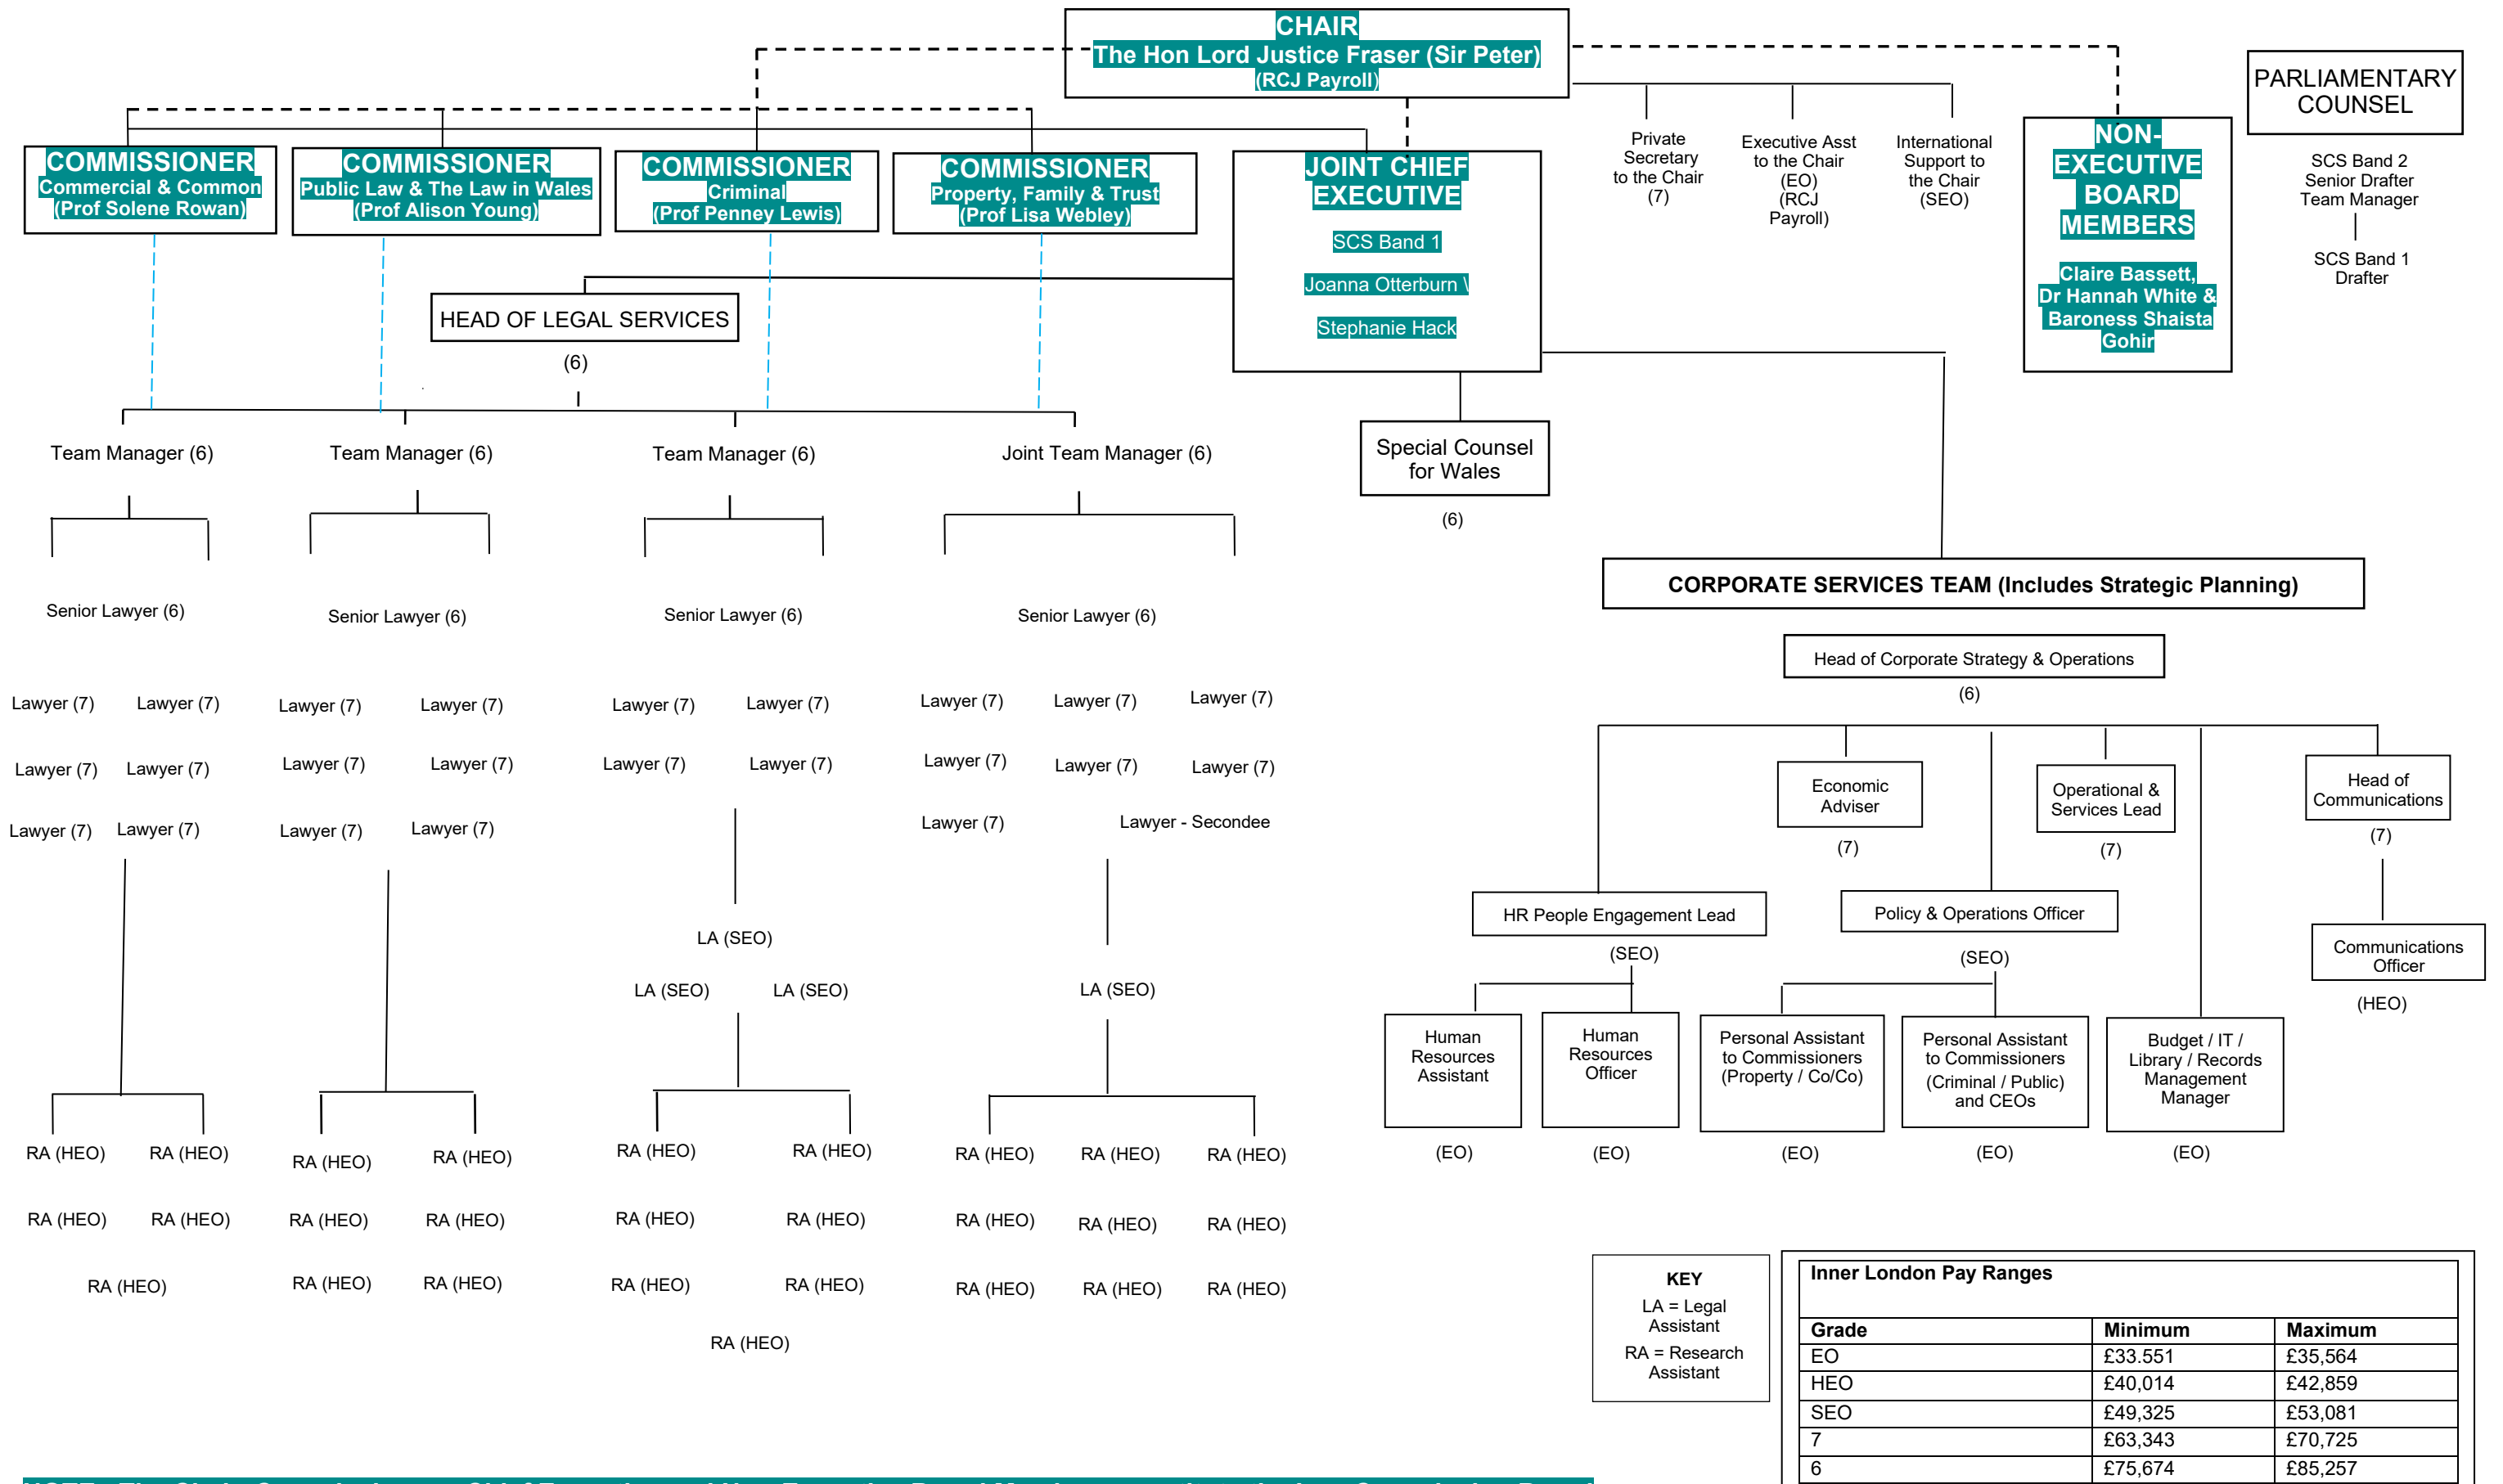 CHAIR
The Hon Lord Justice Fraser (Sir Peter)
(RCJ Payroll)
PARLIAMENTARY
COUNSEL
SCS Band 2
Senior Drafter
Team Manager
SCS Band 1
Drafter
Private
Secretary
to the Chair
(7)
Executive Asst
to the Chair
(EO)
(RCJ
Payroll)
International
Support to
the Chair
(SEO)
NON-
EXECUTIVE
BOARD
MEMBERS
Claire Bassett,
Dr Hannah White &
Baroness Shaista
Gohir
COMMISSIONER
Commercial & Common
(Prof Solene Rowan)
COMMISSIONER
Public Law & The Law in Wales
(Prof Alison Young)
COMMISSIONER
Criminal
(Prof Penney Lewis)
COMMISSIONER
Property, Family & Trust
(Prof Lisa Webley)
JOINT CHIEF
EXECUTIVE
SCS Band 1
Joanna Otterburn \
Stephanie Hack
HEAD OF LEGAL SERVICES
(6)
Team Manager (6)
Team Manager (6)
Team Manager (6)
Joint Team Manager (6)
Special Counsel
for Wales
(6)
Senior Lawyer (6)
Senior Lawyer (6)
Senior Lawyer (6)
Senior Lawyer (6)
Lawyer (7) Lawyer (7)
Lawyer (7) Lawyer (7)
Lawyer (7) Lawyer (7)
Lawyer (7) Lawyer (7)
Lawyer (7) Lawyer (7)
Lawyer (7) Lawyer (7)
Lawyer (7) Lawyer (7)
Lawyer (7) Lawyer (7)
Lawyer (7) Lawyer (7) Lawyer (7)
Lawyer (7) Lawyer (7) Lawyer (7)
Lawyer (7) Lawyer - Secondee
LA (SEO)
LA (SEO) LA (SEO)
LA (SEO)
RA (HEO) RA (HEO)
RA (HEO) RA (HEO)
RA (HEO)
RA (HEO) RA (HEO)
RA (HEO) RA (HEO)
RA (HEO) RA (HEO)
RA (HEO) RA (HEO)
RA (HEO) RA (HEO)
RA (HEO) RA (HEO)
RA (HEO)
RA (HEO) RA (HEO) RA (HEO)
RA (HEO) RA (HEO) RA (HEO)
RA (HEO) RA (HEO) RA (HEO)
CORPORATE SERVICES TEAM (Includes Strategic Planning)
Head of Corporate Strategy & Operations
(6)
Economic
Adviser
(7)
Operational &
Services Lead
(7)
Head of
Communications
(7)
HR People Engagement Lead
(SEO)
Policy & Operations Officer
(SEO)
Communications
Officer
(HEO)
Human
Resources
Assistant
(EO)
Human
Resources
Officer
(EO)
Personal Assistant
to Commissioners
(Property / Co/Co)
(EO)
Personal Assistant
to Commissioners
(Criminal / Public)
and CEOs
(EO)
Budget / IT /
Library / Records
Management
Manager
(EO)
KEY
LA = Legal
Assistant
RA = Research
Assistant
Inner London Pay Ranges
Grade Minimum Maximum
EO £33.551 £35,564
HEO £40,014 £42,859
SEO £49,325 £53,081
7 £63,343 £70,725
6 £75,674 £85,257